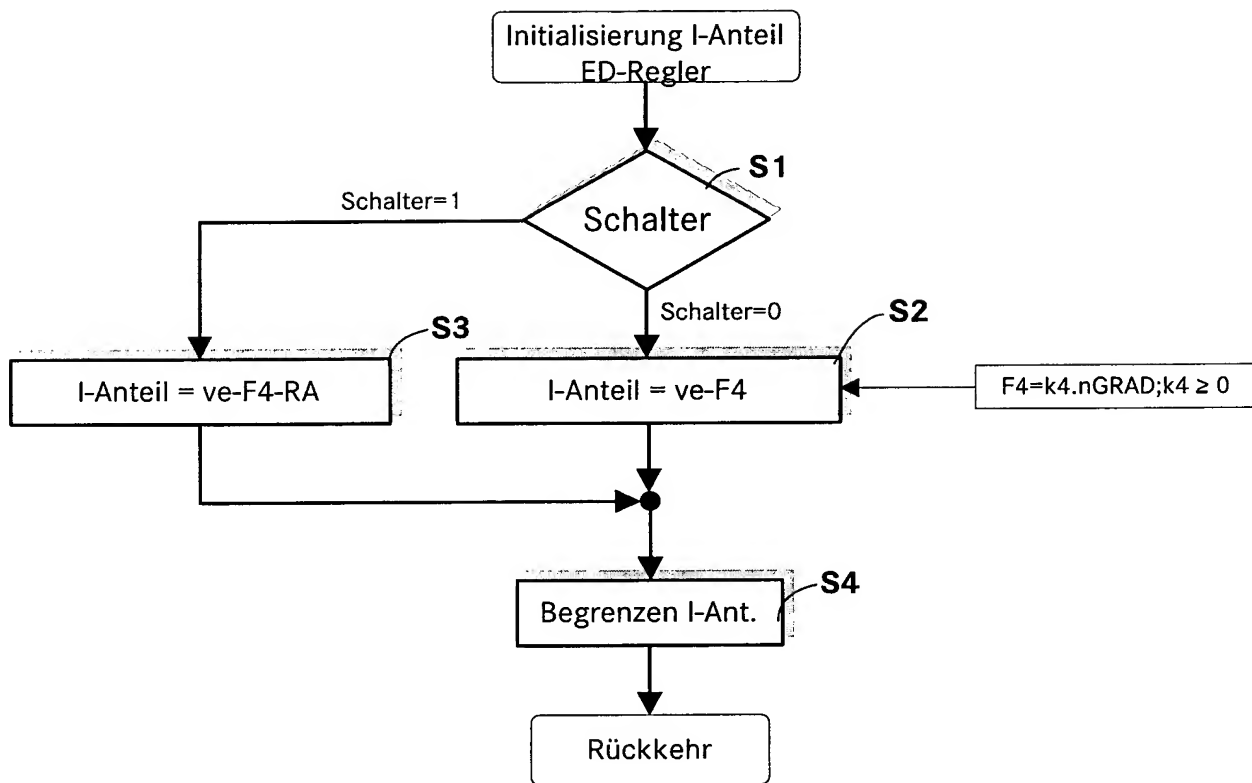 Initialisierung I-Anteil
ED-Regler
S1
Schalter=1
Schalter
Schalter=0
S3
S2
I-Anteil = ve-F4-RA
I-Anteil = ve-F4
F4=k4.nGRAD;k4 ≥ 0
S4
Begrenzen I-Ant.
Rückkehr